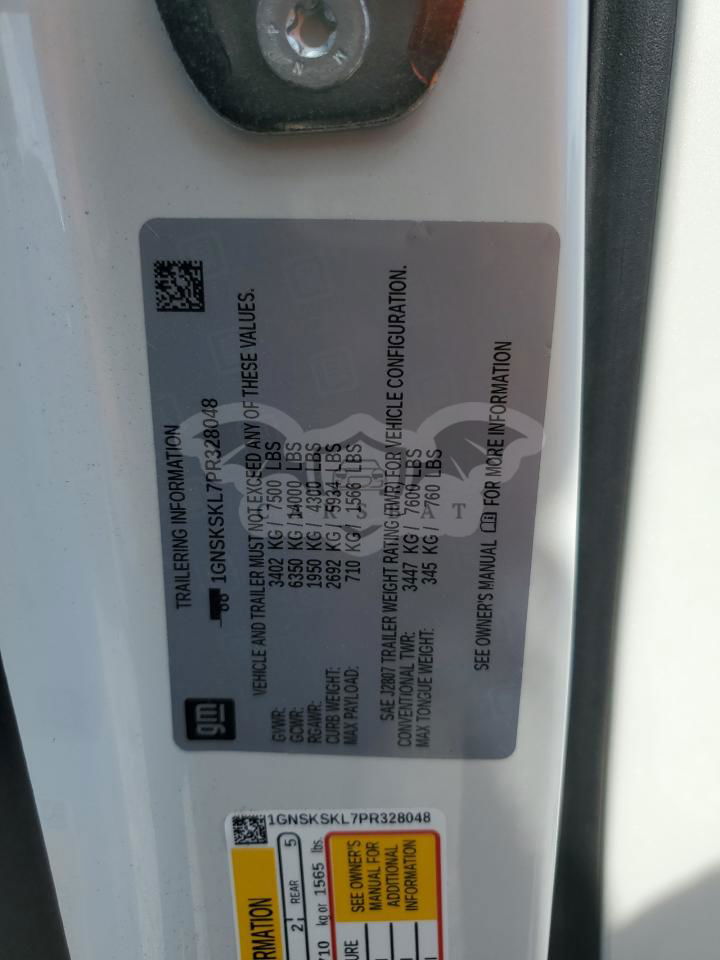 TRAILERING INFORMATION
1GNSKSKL7PR328048
gm
VEHICLE AND TRAILER MUST NOT EXCEED ANY OF THESE VALUES.
GVWR: 3402 KG / 7500 LBS
GCWR: 6350 KG / 14000 LBS
RGAWR: 1950 KG / 4300 LBS
CURB WEIGHT: 2692 KG / 5934 LBS
MAX PAYLOAD: 710 KG / 1566 LBS
SAE J2807 TRAILER WEIGHT RATING (TWR) FOR VEHICLE CONFIGURATION.
CONVENTIONAL TWR: 3447 KG / 7600 LBS
MAX TONGUE WEIGHT: 345 KG / 760 LBS
SEE OWNER'S MANUAL FOR MORE INFORMATION
1GNSKSKL7PR328048
2 REAR 5
kg or 1565 lbs.
SEE OWNER'S
MANUAL FOR
ADDITIONAL
INFORMATION